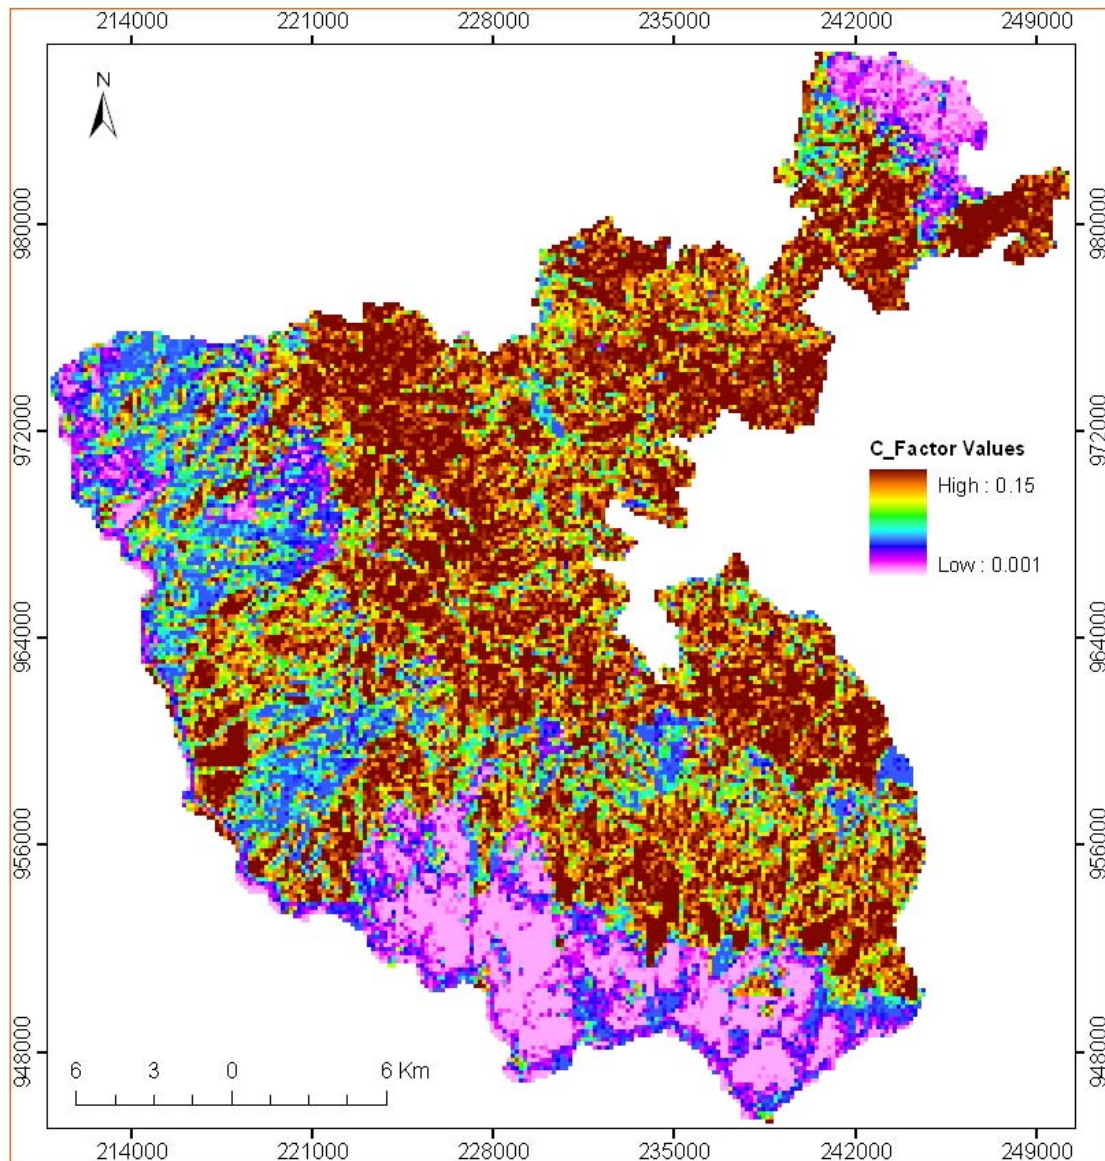 214000 221000 228000 235000 242000 249000
N
980000 980000
972000 972000
C_Factor Values
High : 0.15
Low : 0.001
964000 964000
956000 956000
948000 948000
6 3 0 6 Km
214000 221000 228000 235000 242000 249000